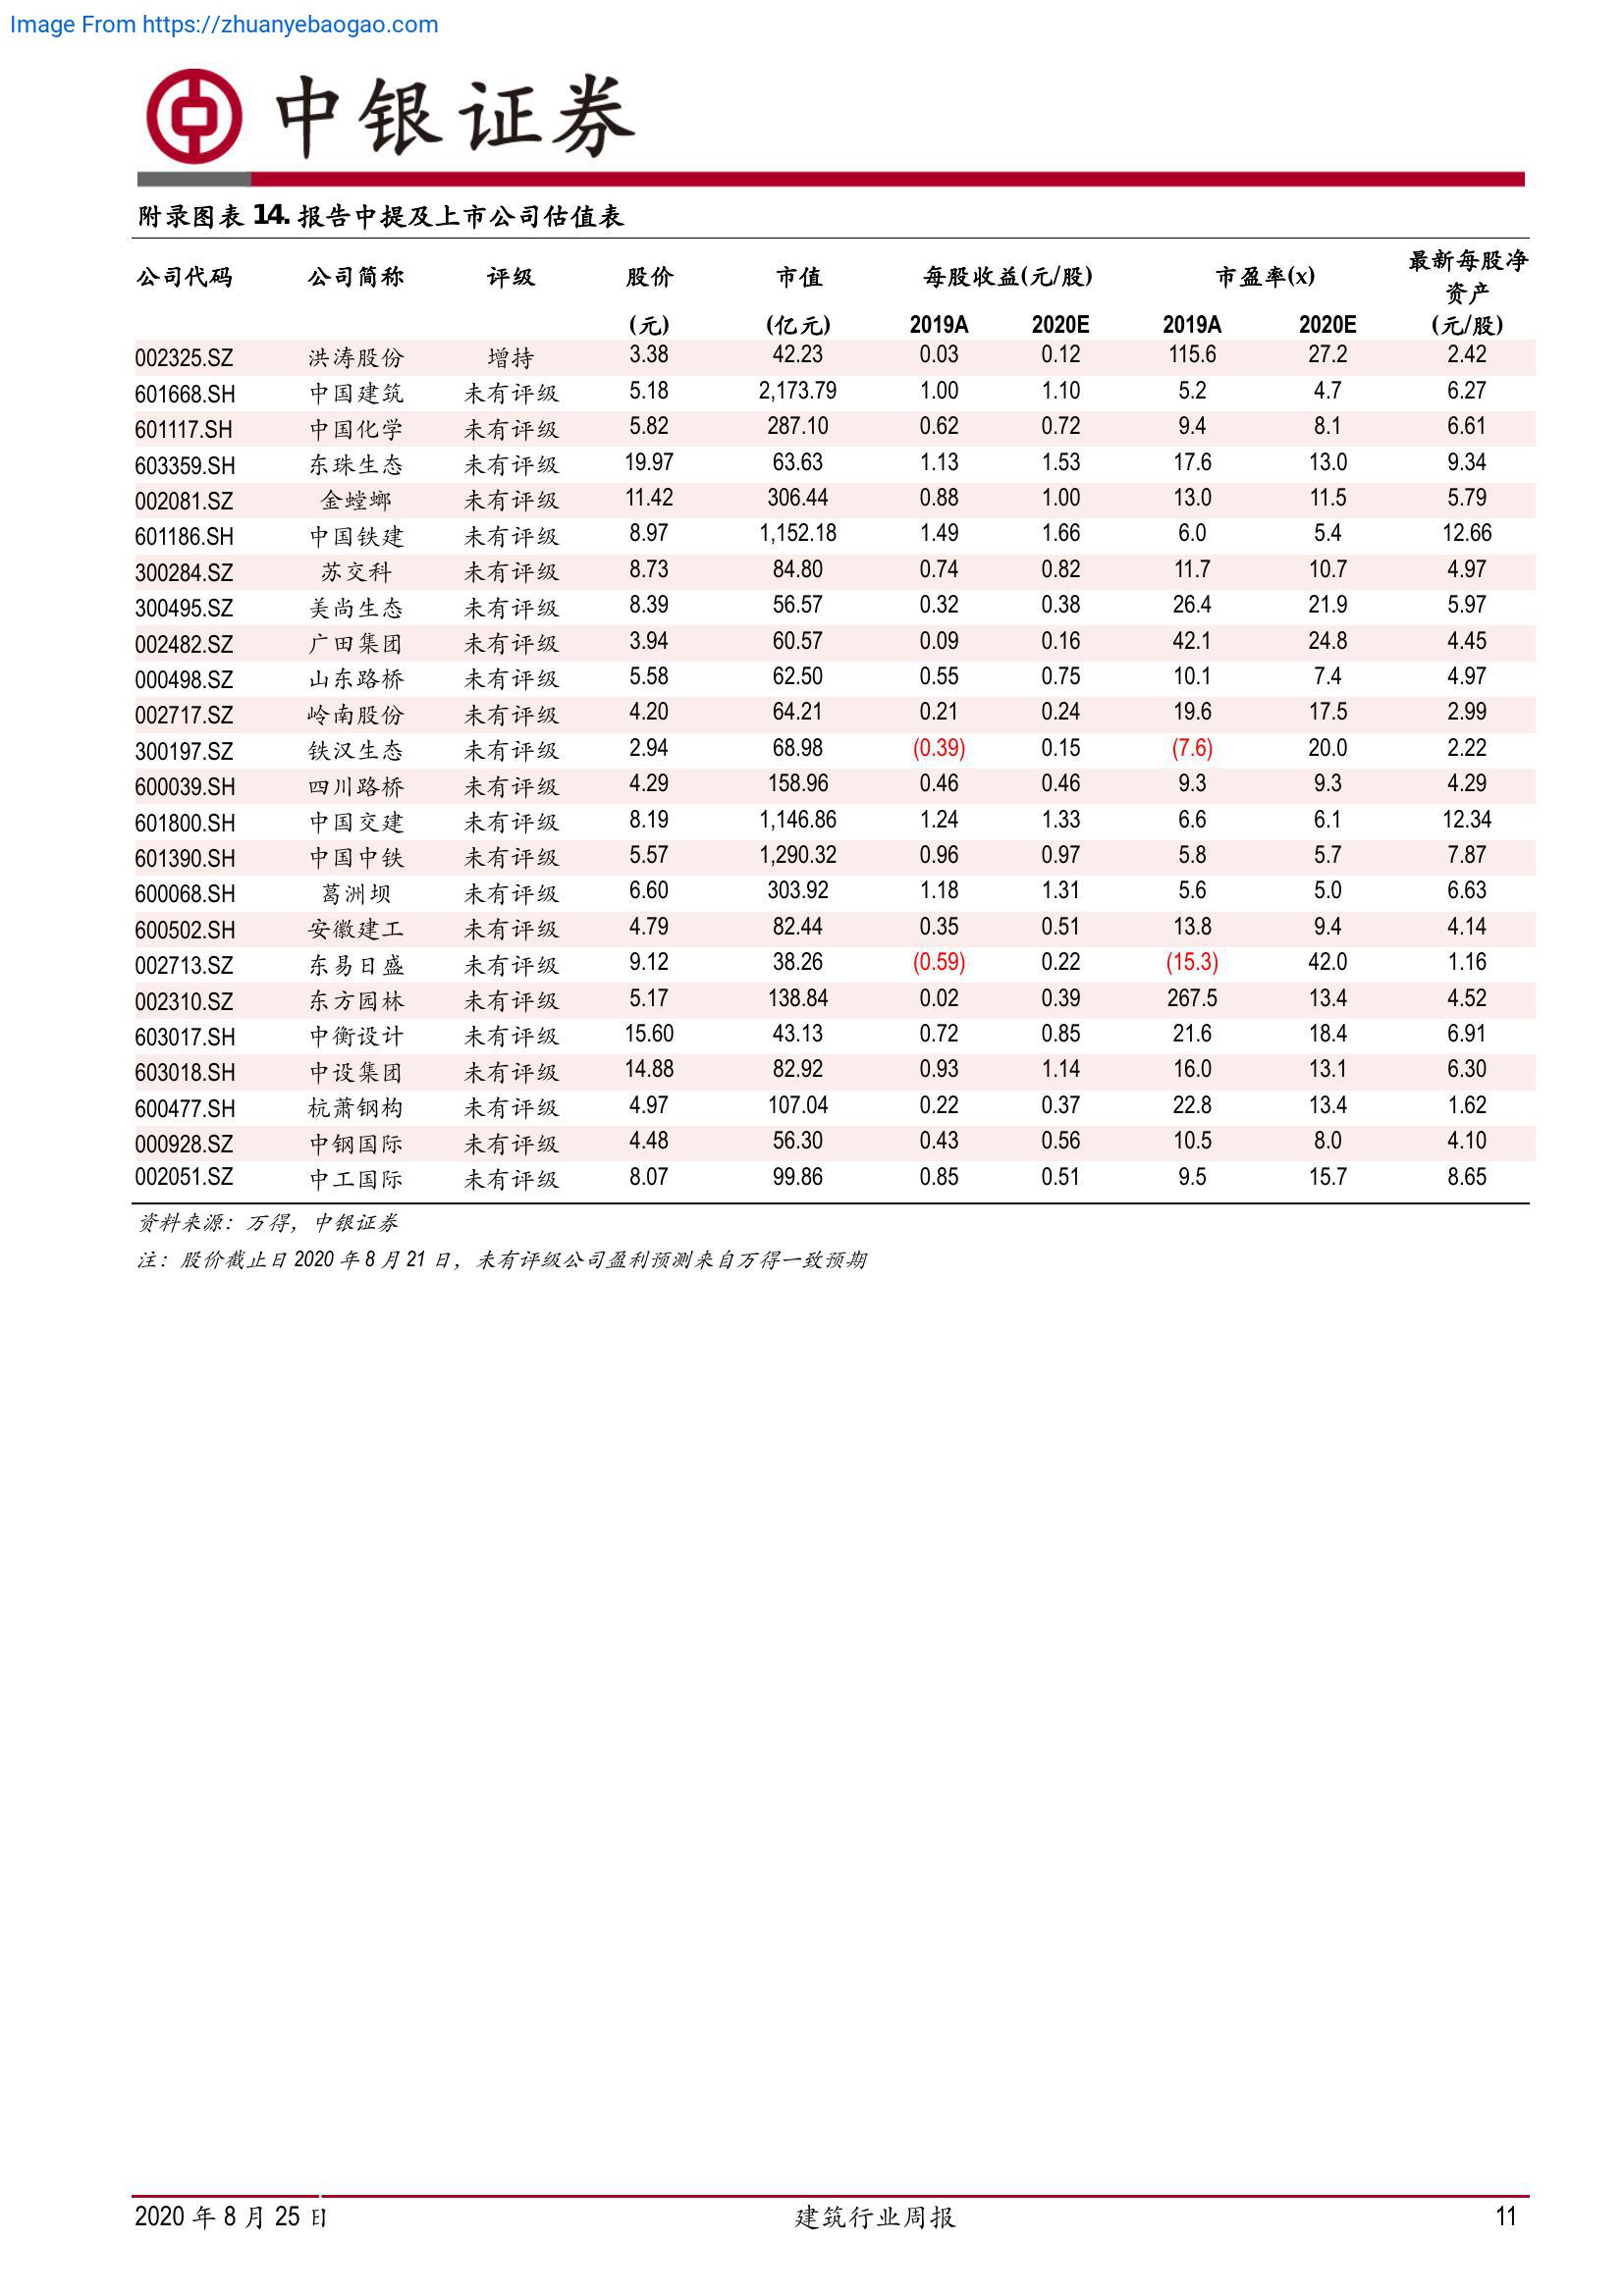 Image From https://zhuanyebaogao.com
中银证券
附录图表 14. 报告中提及上市公司估值表
公司代码 公司简称 评级 股价 市值 每股收益(元/股) 市盈率(x) 最新每股净资产
(元) (亿元) 2019A 2020E 2019A 2020E (元/股)
002325.SZ 洪涛股份 增持 3.38 42.23 0.03 0.12 115.6 27.2 2.42
601668.SH 中国建筑 未有评级 5.18 2,173.79 1.00 1.10 5.2 4.7 6.27
601117.SH 中国化学 未有评级 5.82 287.10 0.62 0.72 9.4 8.1 6.61
603359.SH 东珠生态 未有评级 19.97 63.63 1.13 1.53 17.6 13.0 9.34
002081.SZ 金螳螂 未有评级 11.42 306.44 0.88 1.00 13.0 11.5 5.79
601186.SH 中国铁建 未有评级 8.97 1,152.18 1.49 1.66 6.0 5.4 12.66
300284.SZ 苏交科 未有评级 8.73 84.80 0.74 0.82 11.7 10.7 4.97
300495.SZ 美尚生态 未有评级 8.39 56.57 0.32 0.38 26.4 21.9 5.97
002482.SZ 广田集团 未有评级 3.94 60.57 0.09 0.16 42.1 24.8 4.45
000498.SZ 山东路桥 未有评级 5.58 62.50 0.55 0.75 10.1 7.4 4.97
002717.SZ 岭南股份 未有评级 4.20 64.21 0.21 0.24 19.6 17.5 2.99
300197.SZ 铁汉生态 未有评级 2.94 68.98 (0.39) 0.15 (7.6) 20.0 2.22
600039.SH 四川路桥 未有评级 4.29 158.96 0.46 0.46 9.3 9.3 4.29
601800.SH 中国交建 未有评级 8.19 1,146.86 1.24 1.33 6.6 6.1 12.34
601390.SH 中国中铁 未有评级 5.57 1,290.32 0.96 0.97 5.8 5.7 7.87
600068.SH 葛洲坝 未有评级 6.60 303.92 1.18 1.31 5.6 5.0 6.63
600502.SH 安徽建工 未有评级 4.79 82.44 0.35 0.51 13.8 9.4 4.14
002713.SZ 东易日盛 未有评级 9.12 38.26 (0.59) 0.22 (15.3) 42.0 1.16
002310.SZ 东方园林 未有评级 5.17 138.84 0.02 0.39 267.5 13.4 4.52
603017.SH 中衡设计 未有评级 15.60 43.13 0.72 0.85 21.6 18.4 6.91
603018.SH 中设集团 未有评级 14.88 82.92 0.93 1.14 16.0 13.1 6.30
600477.SH 杭萧钢构 未有评级 4.97 107.04 0.22 0.37 22.8 13.4 1.62
000928.SZ 中钢国际 未有评级 4.48 56.30 0.43 0.56 10.5 8.0 4.10
002051.SZ 中工国际 未有评级 8.07 99.86 0.85 0.51 9.5 15.7 8.65
资料来源：万得，中银证券
注：股价截止日 2020 年 8 月 21 日，未有评级公司盈利预测来自万得一致预期
2020 年 8 月 25 日 建筑行业周报 11